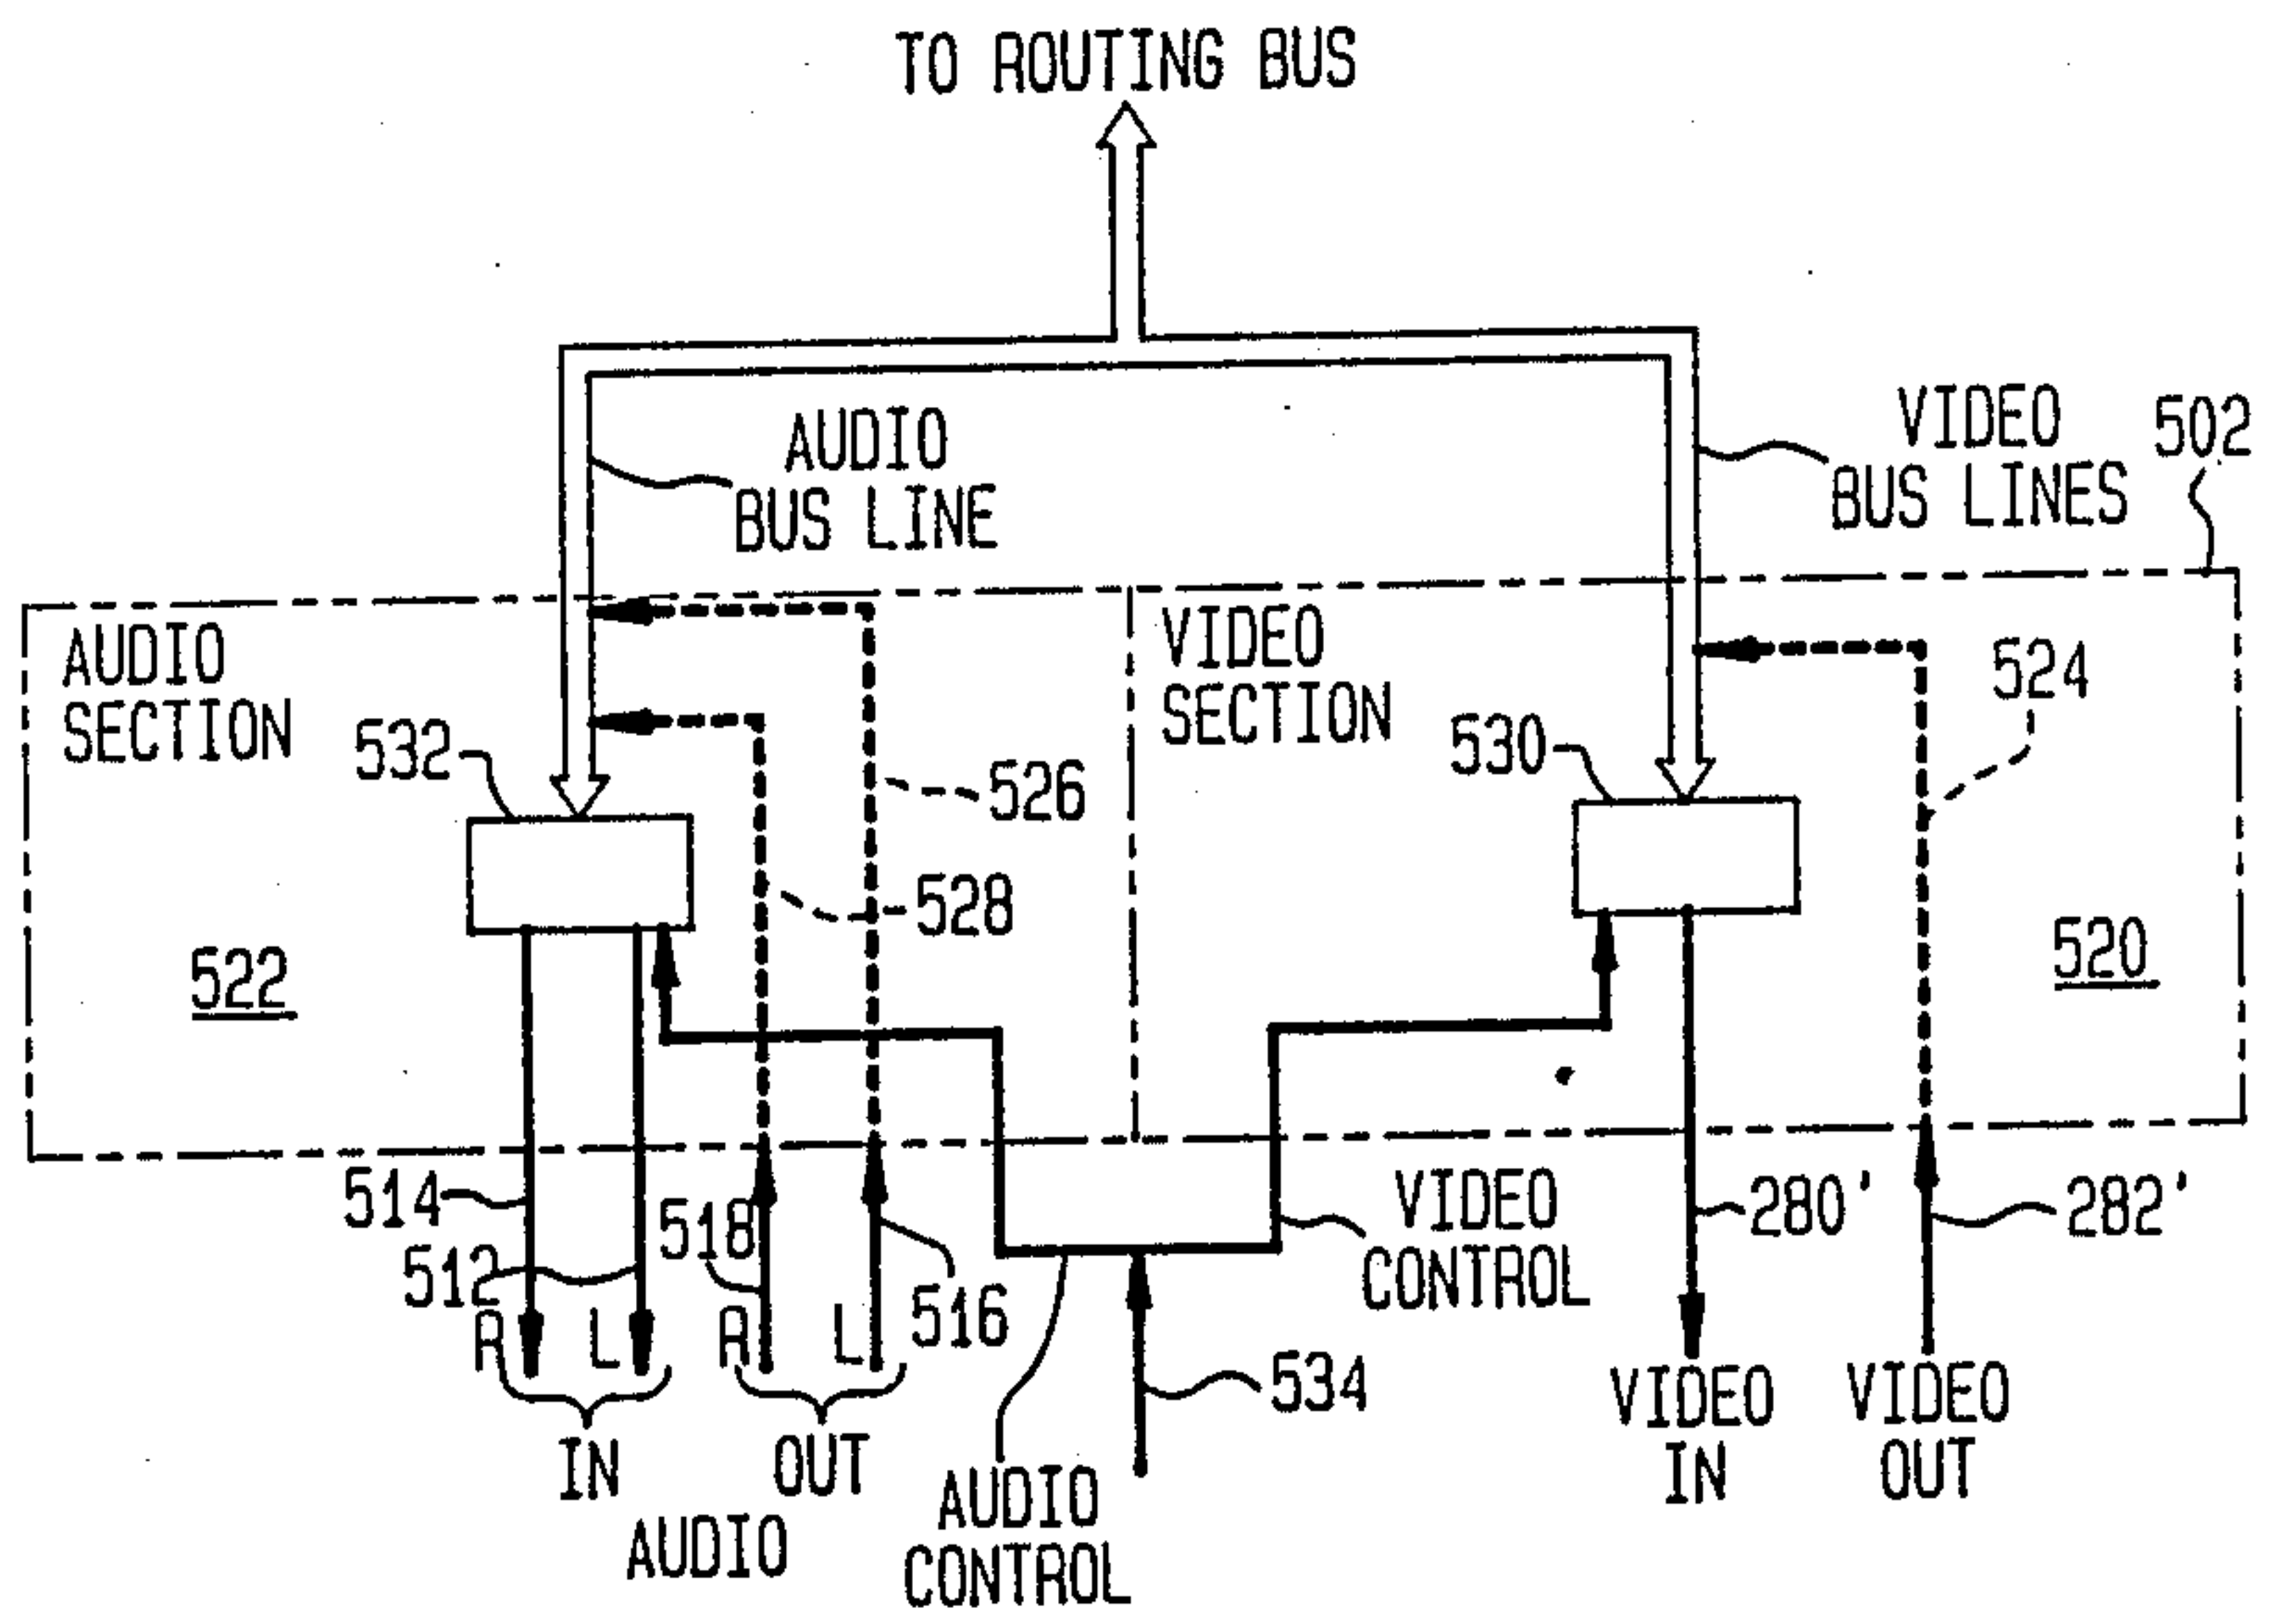 TO ROUTING BUS
AUDIO
BUS LINE
VIDEO
BUS LINES
502
AUDIO
SECTION
VIDEO
SECTION
532
526
528
530
524
522
520
514
512
518
516
VIDEO
CONTROL
280'
282'
R
L
R
L
534
IN
OUT
AUDIO
AUDIO
CONTROL
VIDEO
IN
VIDEO
OUT